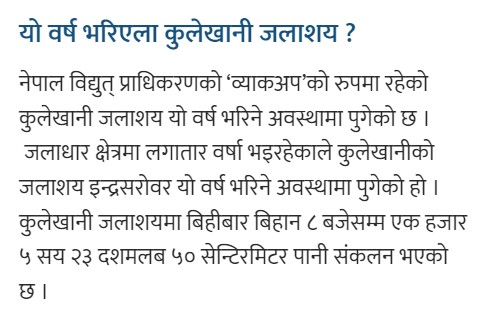 यो वर्ष भरिएला कुलेखानी जलाशय ?
नेपाल विद्युत् प्राधिकरणको ‘व्याकअप’को रुपमा रहेको
कुलेखानी जलाशय यो वर्ष भरिने अवस्थामा पुगेको छ ।
जलाधार क्षेत्रमा लगातार वर्षा भइरहेकाले कुलेखानीको
जलाशय इन्द्रसरोवर यो वर्ष भरिने अवस्थामा पुगेको हो ।
कुलेखानी जलाशयमा बिहीबार बिहान ८ बजेसम्म एक हजार
५ सय २३ दशमलब ५० सेन्टिरमिटर पानी संकलन भएको
छ ।